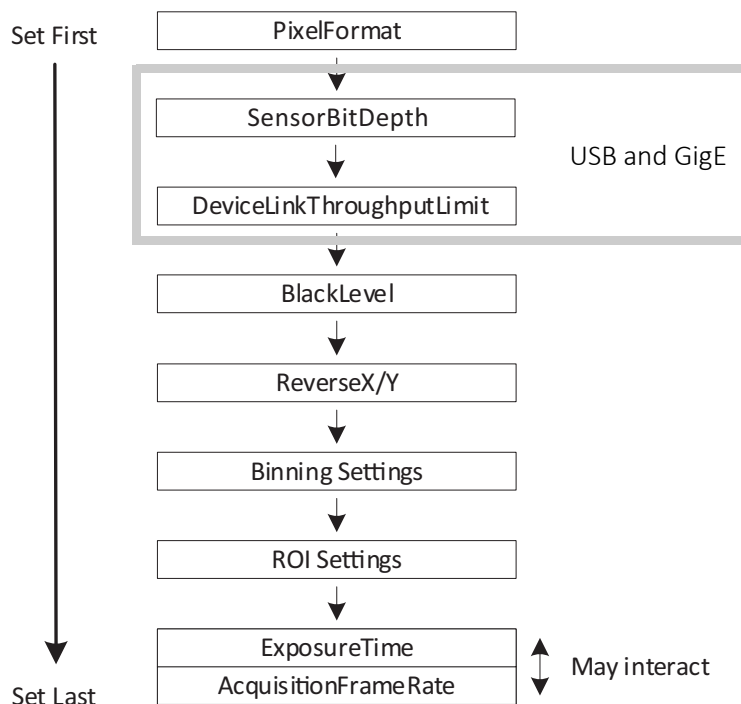 Set First
PixelFormat
SensorBitDepth
USB and GigE
DeviceLinkThroughputLimit
BlackLevel
ReverseX/Y
Binning Settings
ROI Settings
ExposureTime
May interact
AcquisitionFrameRate
Set Last